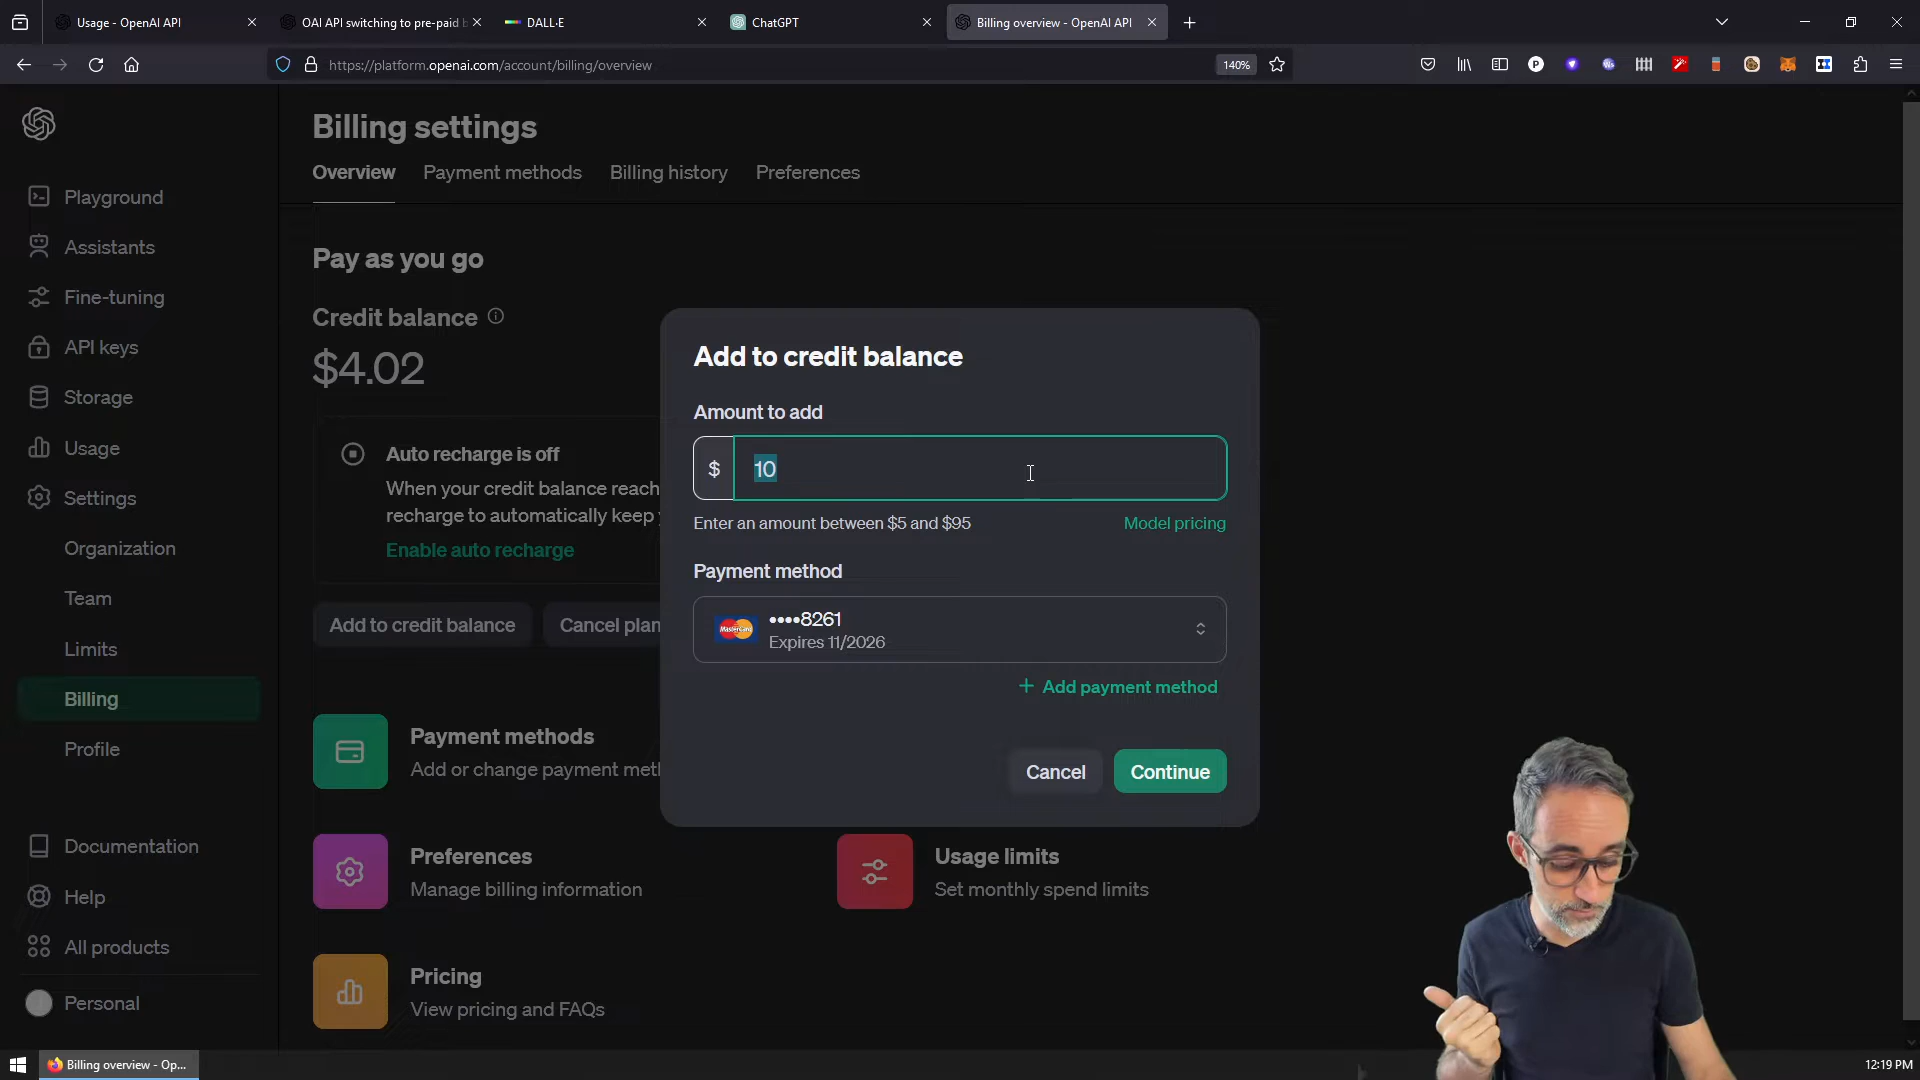 Usage - OpenAI API
OAI API switching to pre-paid b
DALL·E
ChatGPT
Billing overview - OpenAI API
https://platform.openai.com/account/billing/overview
140%
Billing settings
Overview
Payment methods
Billing history
Preferences
Playground
Assistants
Fine-tuning
API keys
Storage
Usage
Settings
Organization
Team
Limits
Billing
Profile
Documentation
Help
All products
Personal
Pay as you go
Credit balance
$4.02
Auto recharge is off
When your credit balance reach
recharge to automatically keep
Enable auto recharge
Add to credit balance
Cancel plan
Payment methods
Add or change payment meth
Preferences
Manage billing information
Usage limits
Set monthly spend limits
Pricing
View pricing and FAQs
Add to credit balance
Amount to add
$ 10
Enter an amount between $5 and $95
Model pricing
Payment method
MasterCard
••••8261
Expires 11/2026
+ Add payment method
Cancel
Continue
Billing overview - Op...
12:19 PM